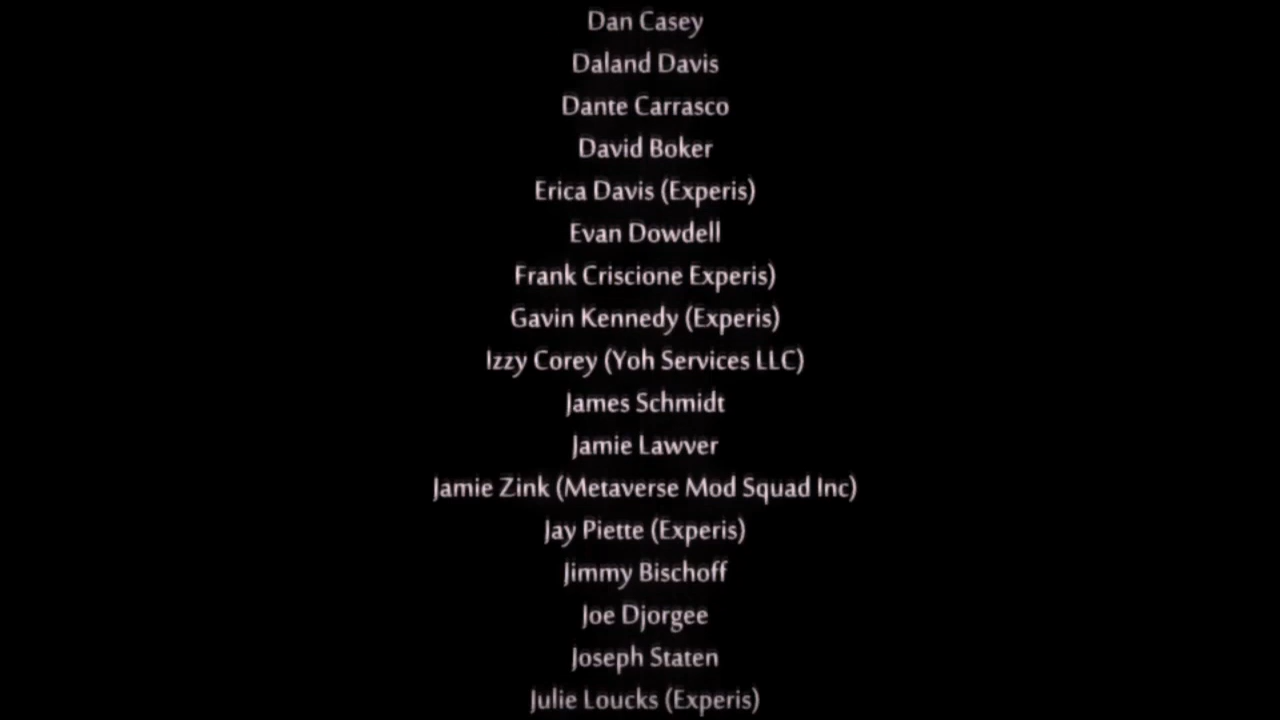 Dan Casey
Daland Davis
Dante Carrasco
David Boker
Erica Davis (Experis)
Evan Dowdell
Frank Criscione Experis)
Gavin Kennedy (Experis)
Izzy Corey (Yoh Services LLC)
James Schmidt
Jamie Lawver
Jamie Zink (Metaverse Mod Squad Inc)
Jay Piette (Experis)
Jimmy Bischoff
Joe Djorgee
Joseph Staten
Julie Loucks (Experis)